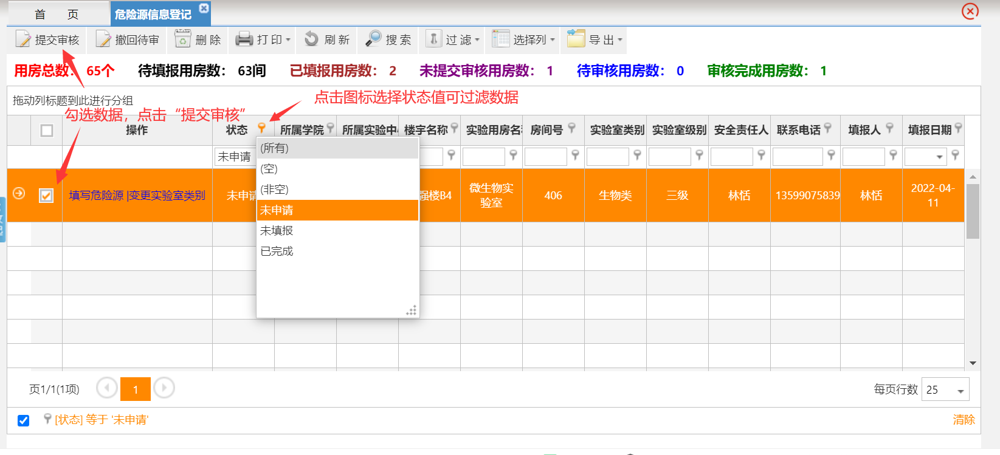 首 页
危险源信息登记
提交审核
撤回待审
删 除
打 印
刷 新
搜 索
过 滤
选择列
导 出
用房总数： 65个
待填报用房数： 63间
已填报用房数： 2
未提交审核用房数： 1
待审核用房数： 0
审核完成用房数： 1
点击图标选择状态值可过滤数据
拖动列标题到此进行分组
勾选数据，点击“提交审核”
操作
状态
所属学院
所属实验中
楼宇名称
实验用房名
房间号
实验室类别
实验室级别
安全责任人
联系电话
填报人
填报日期
未申请
(所有)
(空)
(非空)
未申请
未填报
已完成
填写危险源 |变更实验室类别
未申请
强楼B4
微生物实
验室
406
生物类
三级
林恬
13599075839
林恬
2022-04-
11
页1/1(1项)
1
每页行数
25
[状态] 等于 '未申请'
清除